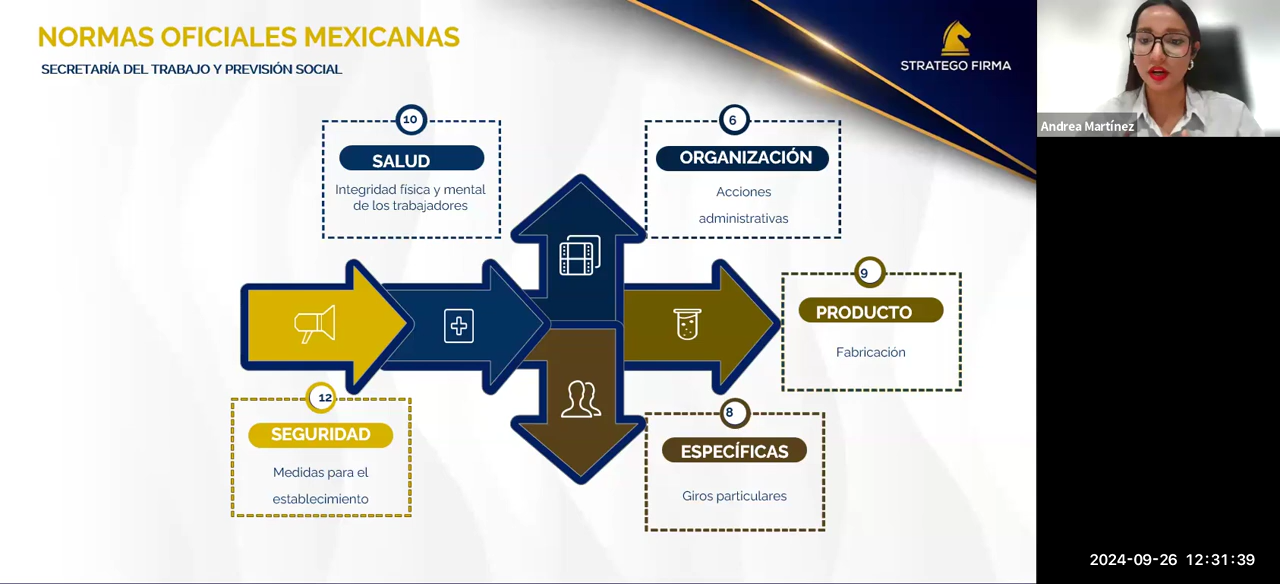 NORMAS OFICIALES MEXICANAS
SECRETARÍA DEL TRABAJO Y PREVISIÓN SOCIAL
STRATEGO FIRMA
Andrea Martínez
10
SALUD
Integridad física y mental
de los trabajadores
6
ORGANIZACIÓN
Acciones
administrativas
9
PRODUCTO
Fabricación
12
SEGURIDAD
Medidas para el
establecimiento
8
ESPECÍFICAS
Giros particulares
2024-09-26 12:31:39